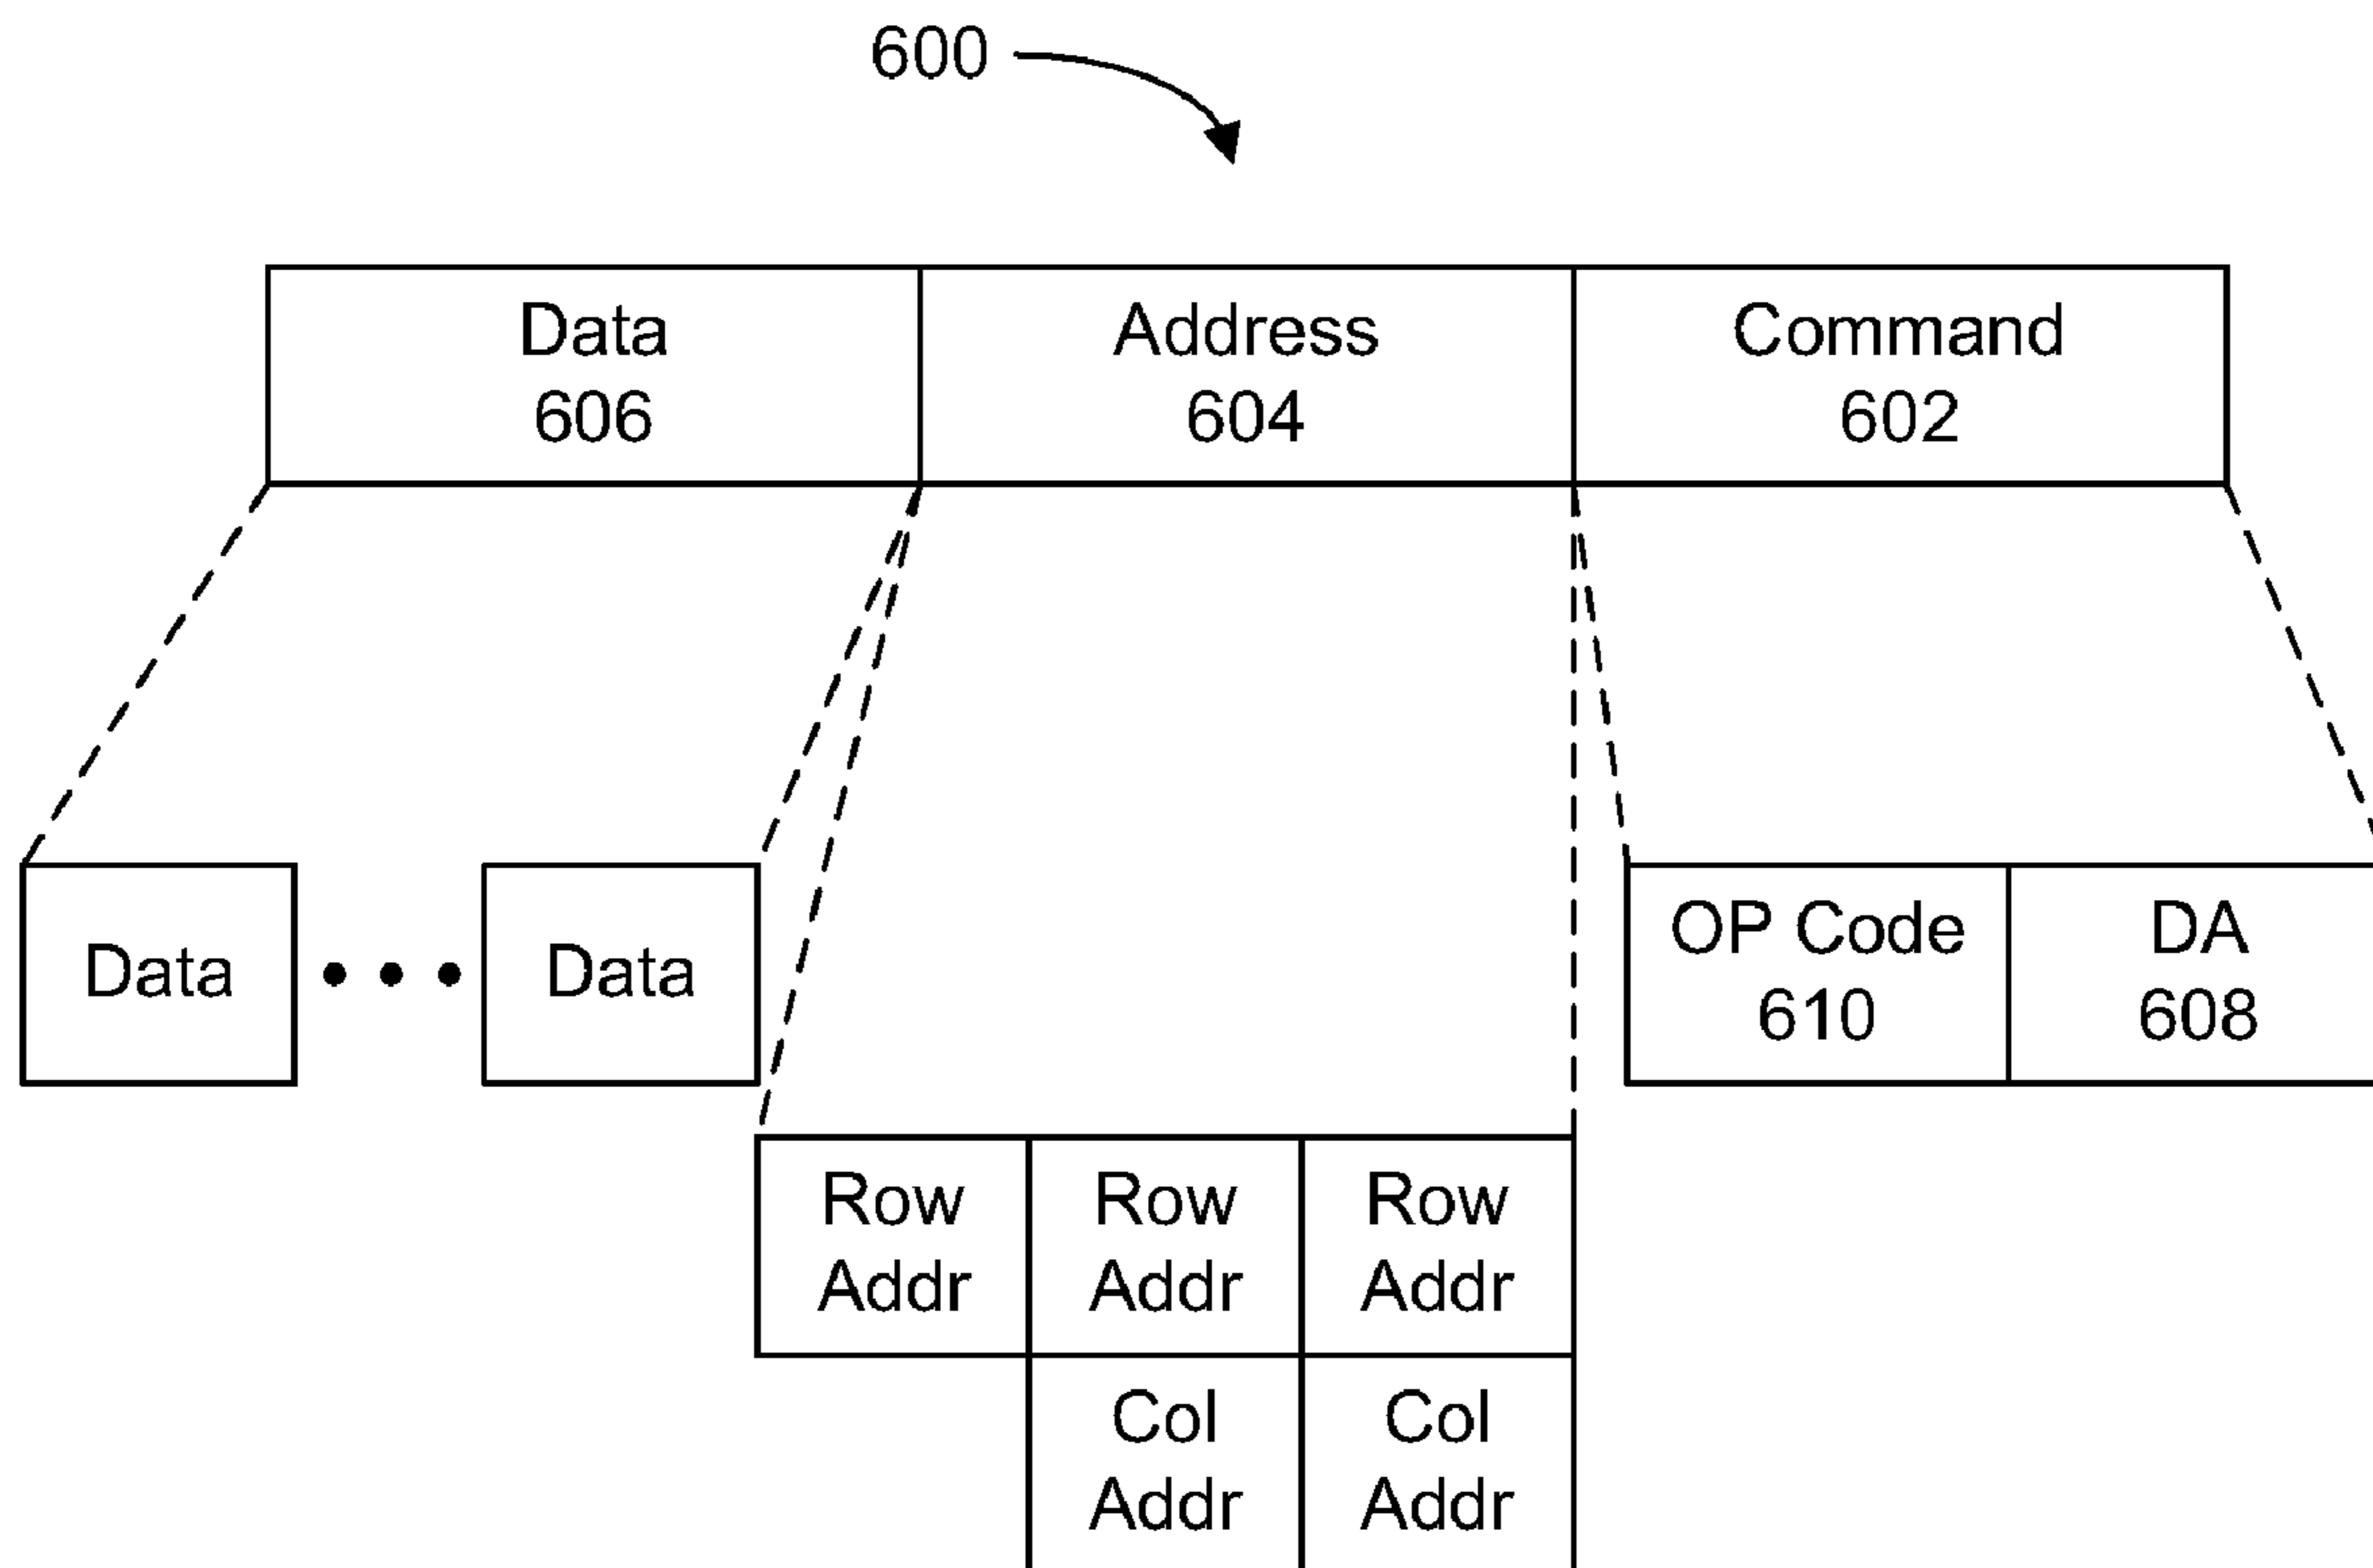 600
Data
606
Address
604
Command
602
Data
• • •
Data
OP Code
610
DA
608
Row
Addr
Row
Addr
Row
Addr
Col
Addr
Col
Addr